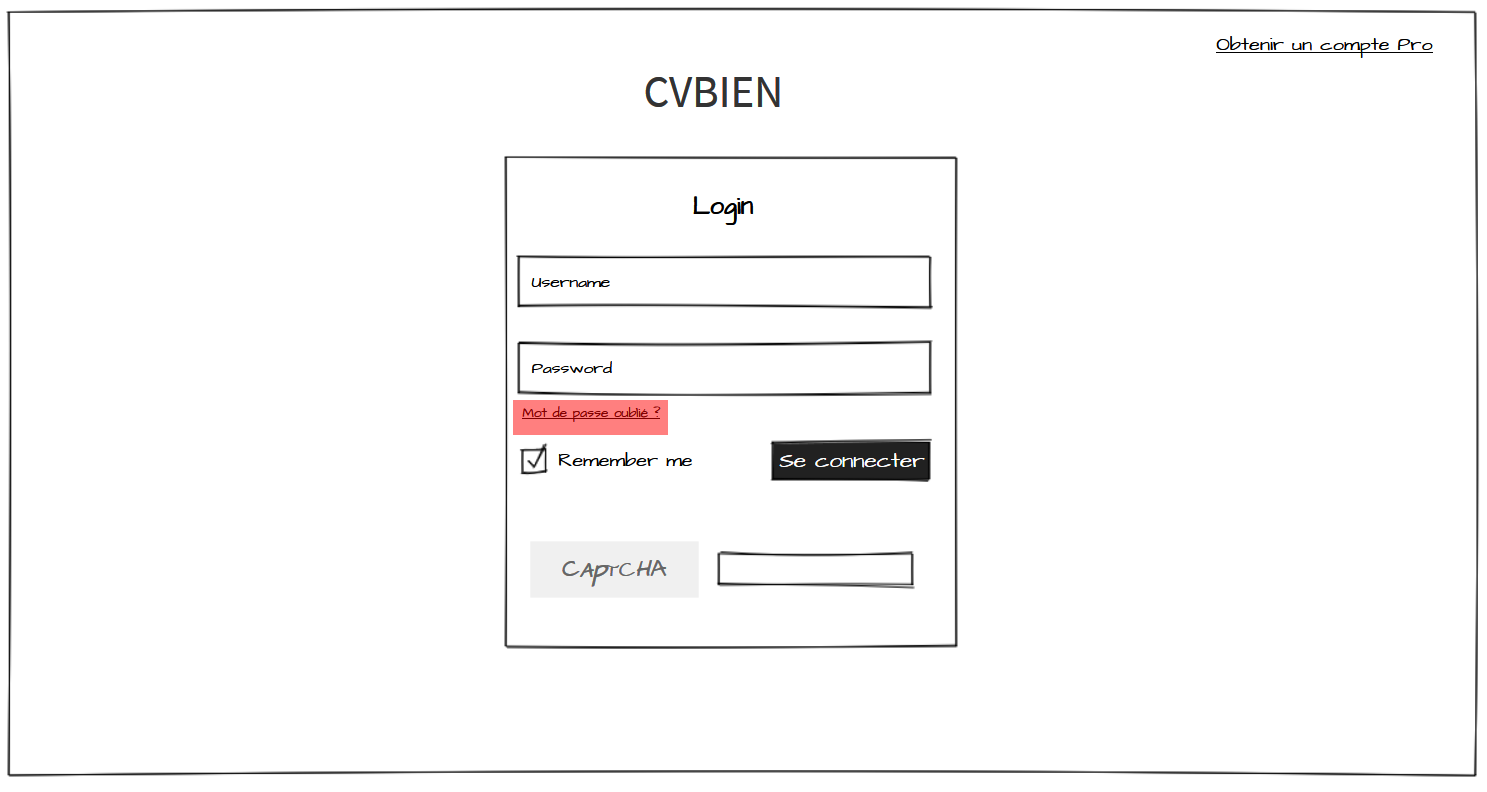 Obtenir un compte Pro
CVBIEN
Login
Username
Password
Mot de passe oublié ?
Remember me
Se connecter
CAPTCHA